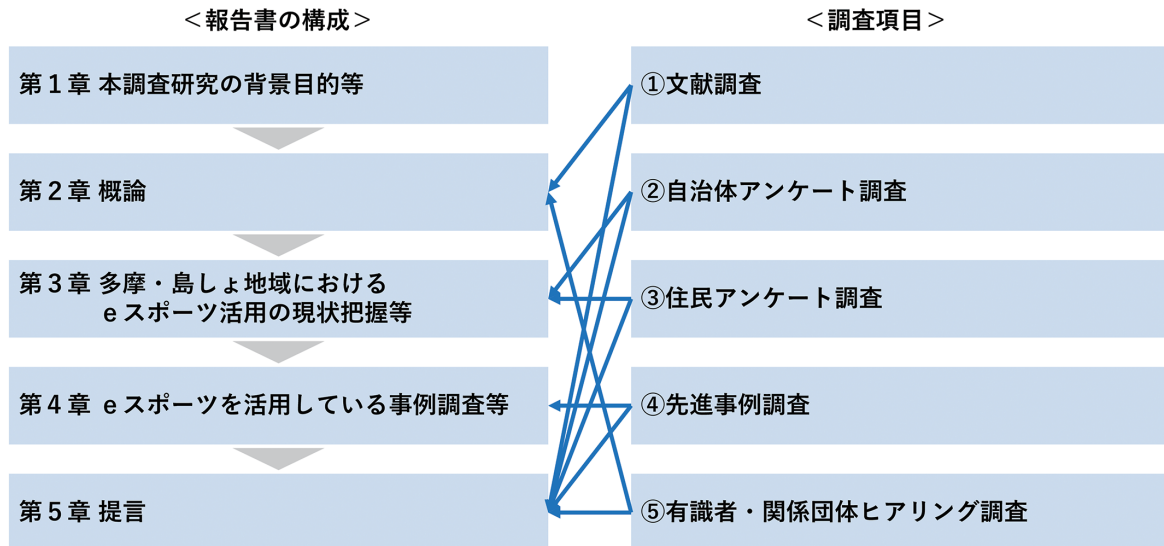 ＜報告書の構成＞
第１章 本調査研究の背景目的等
第２章 概論
第３章 多摩・島しょ地域における
ｅスポーツ活用の現状把握等
第４章 ｅスポーツを活用している事例調査等
第５章 提言
＜調査項目＞
①文献調査
②自治体アンケート調査
③住民アンケート調査
④先進事例調査
⑤有識者・関係団体ヒアリング調査